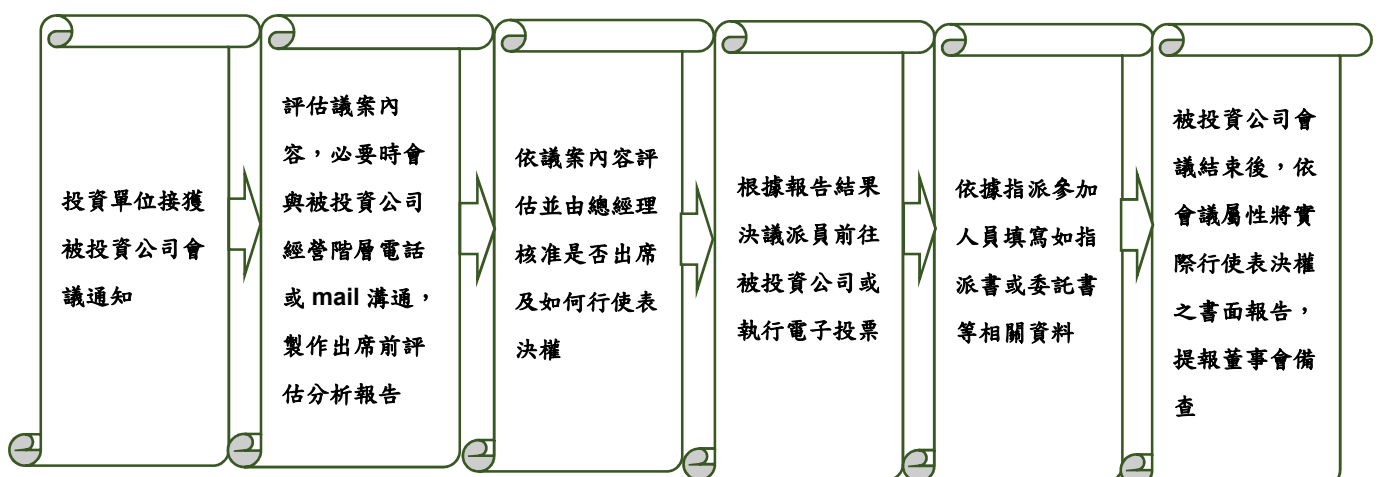 投資單位接獲
被投資公司會
議通知
評估議案內
容，必要時會
與被投資公司
經營階層電話
或 mail 溝通，
製作出席前評
估分析報告
依議案內容評
估並由總經理
核准是否出席
及如何行使表
決權
根據報告結果
決議派員前往
被投資公司或
執行電子投票
依據指派參加
人員填寫如指
派書或委託書
等相關資料
被投資公司會
議結束後，依
會議屬性將實
際行使表決權
之書面報告，
提報董事會備
查